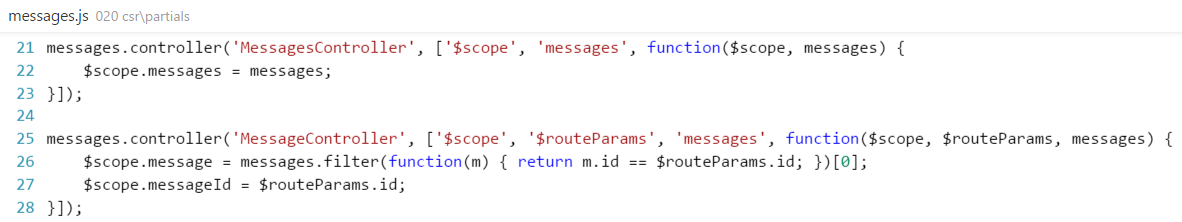 messages.js 020 csr\partials
21 messages.controller('MessagesController', ['$scope', 'messages', function($scope, messages) {
22     $scope.messages = messages;
23 }]);
24
25 messages.controller('MessageController', ['$scope', '$routeParams', 'messages', function($scope, $routeParams, messages) {
26     $scope.message = messages.filter(function(m) { return m.id == $routeParams.id; })[0];
27     $scope.messageId = $routeParams.id;
28 }]);